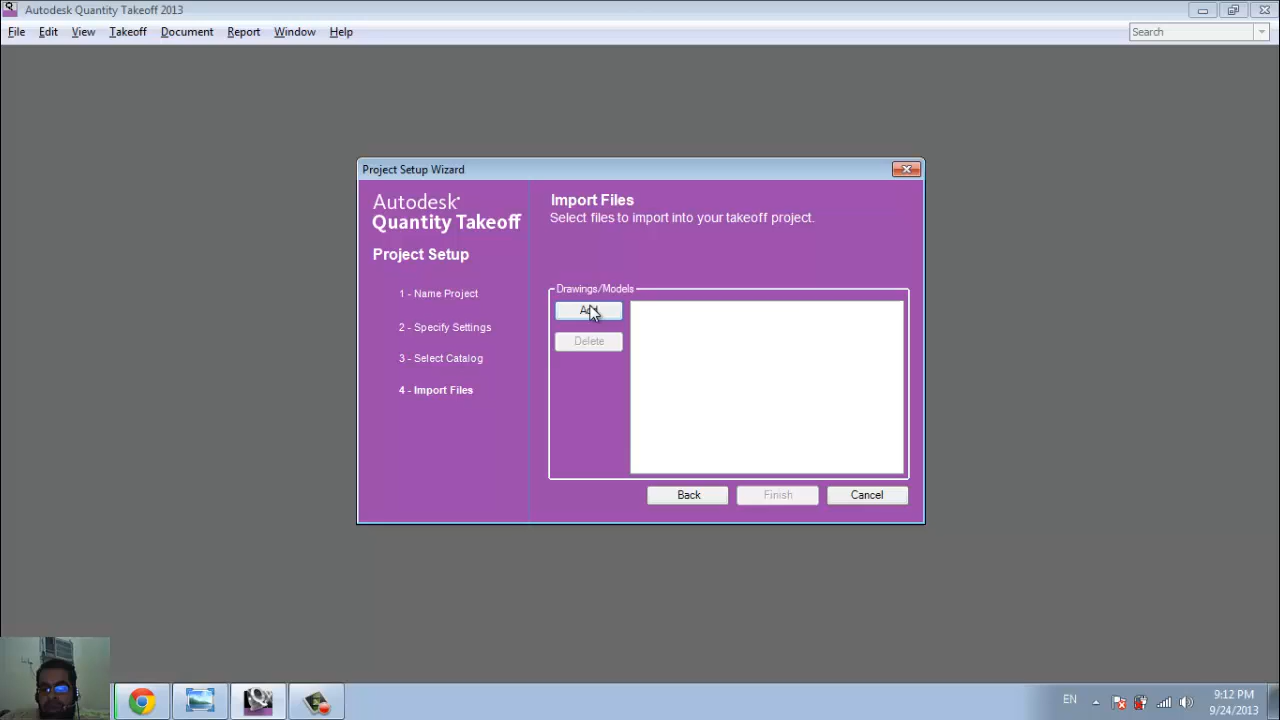 Autodesk Quantity Takeoff 2013
File Edit View Takeoff Document Report Window Help
Search
Project Setup Wizard
Autodesk
Quantity Takeoff
Project Setup
1 - Name Project
2 - Specify Settings
3 - Select Catalog
4 - Import Files
Import Files
Select files to import into your takeoff project.
Drawings/Models
Add
Delete
Back
Finish
Cancel
EN
9:12 PM
9/24/2013